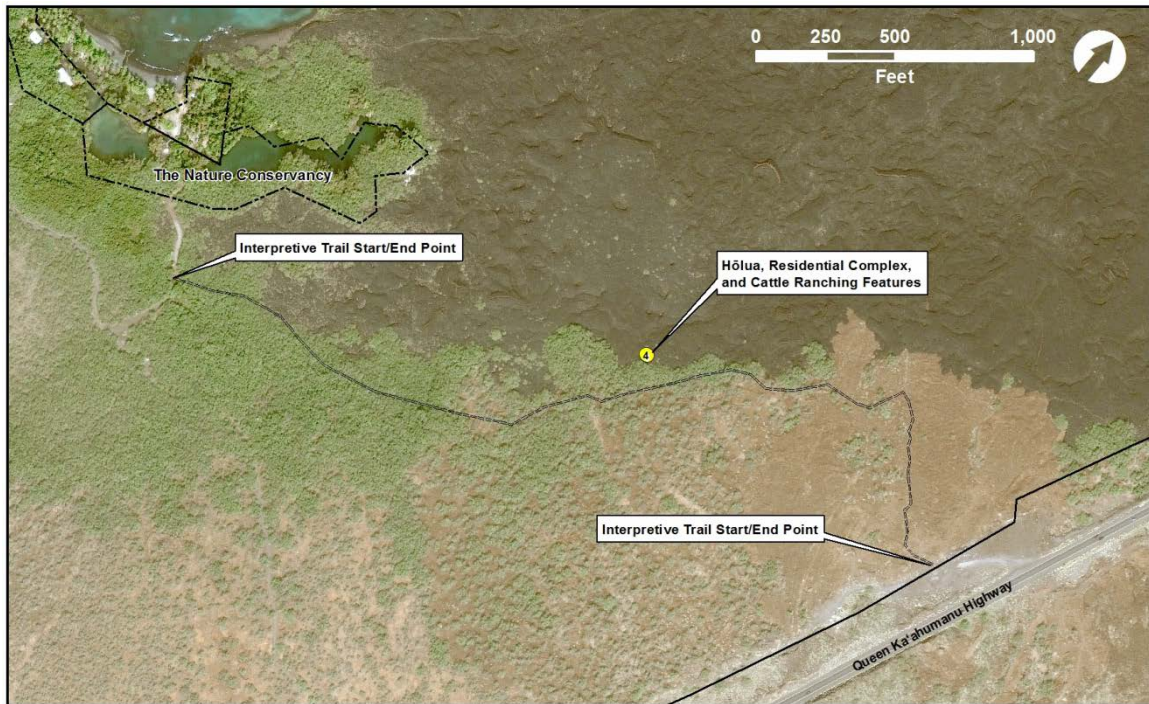 0 250 500 1,000
Feet
The Nature Conservancy
Interpretive Trail Start/End Point
Hōlua, Residential Complex,
and Cattle Ranching Features
4
Interpretive Trail Start/End Point
Queen Ka'ahumanu Highway